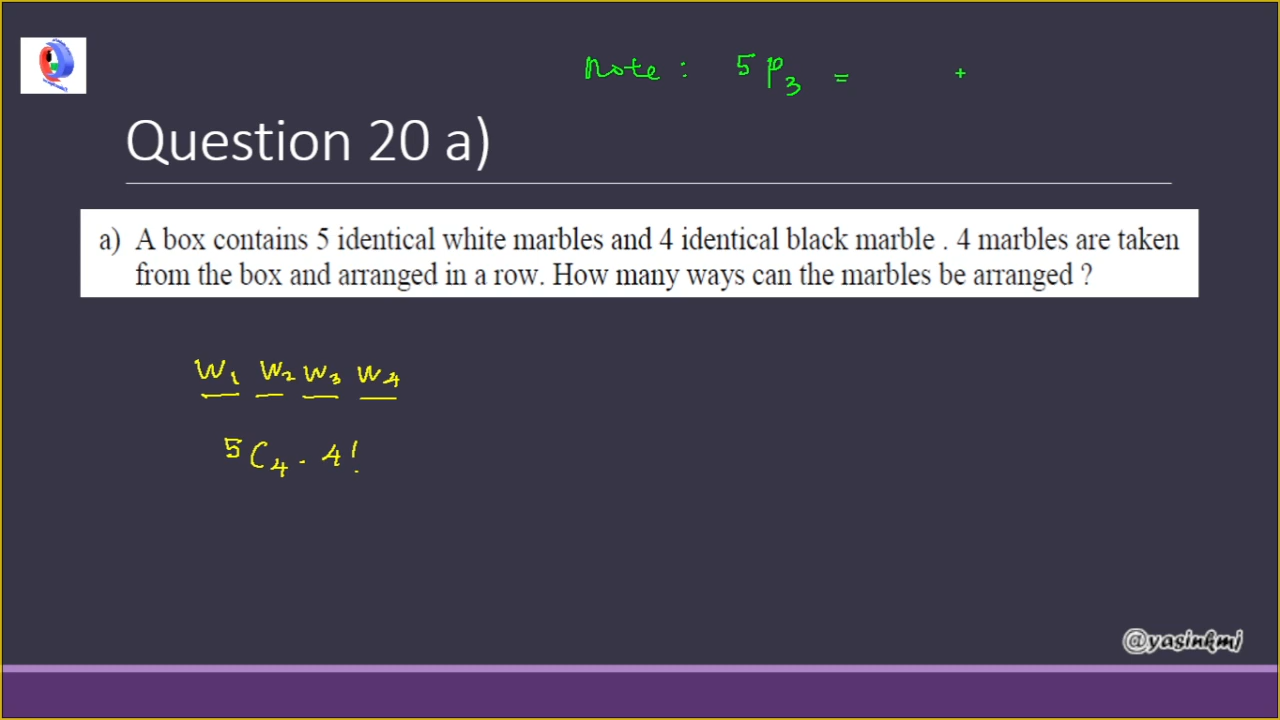 Note : 5P₃ =
Question 20 a)
a) A box contains 5 identical white marbles and 4 identical black marble . 4 marbles are taken
from the box and arranged in a row. How many ways can the marbles be arranged ?
W₁ W₂ W₃ W₄
⁵C₄ . 4!
@yasinkmj